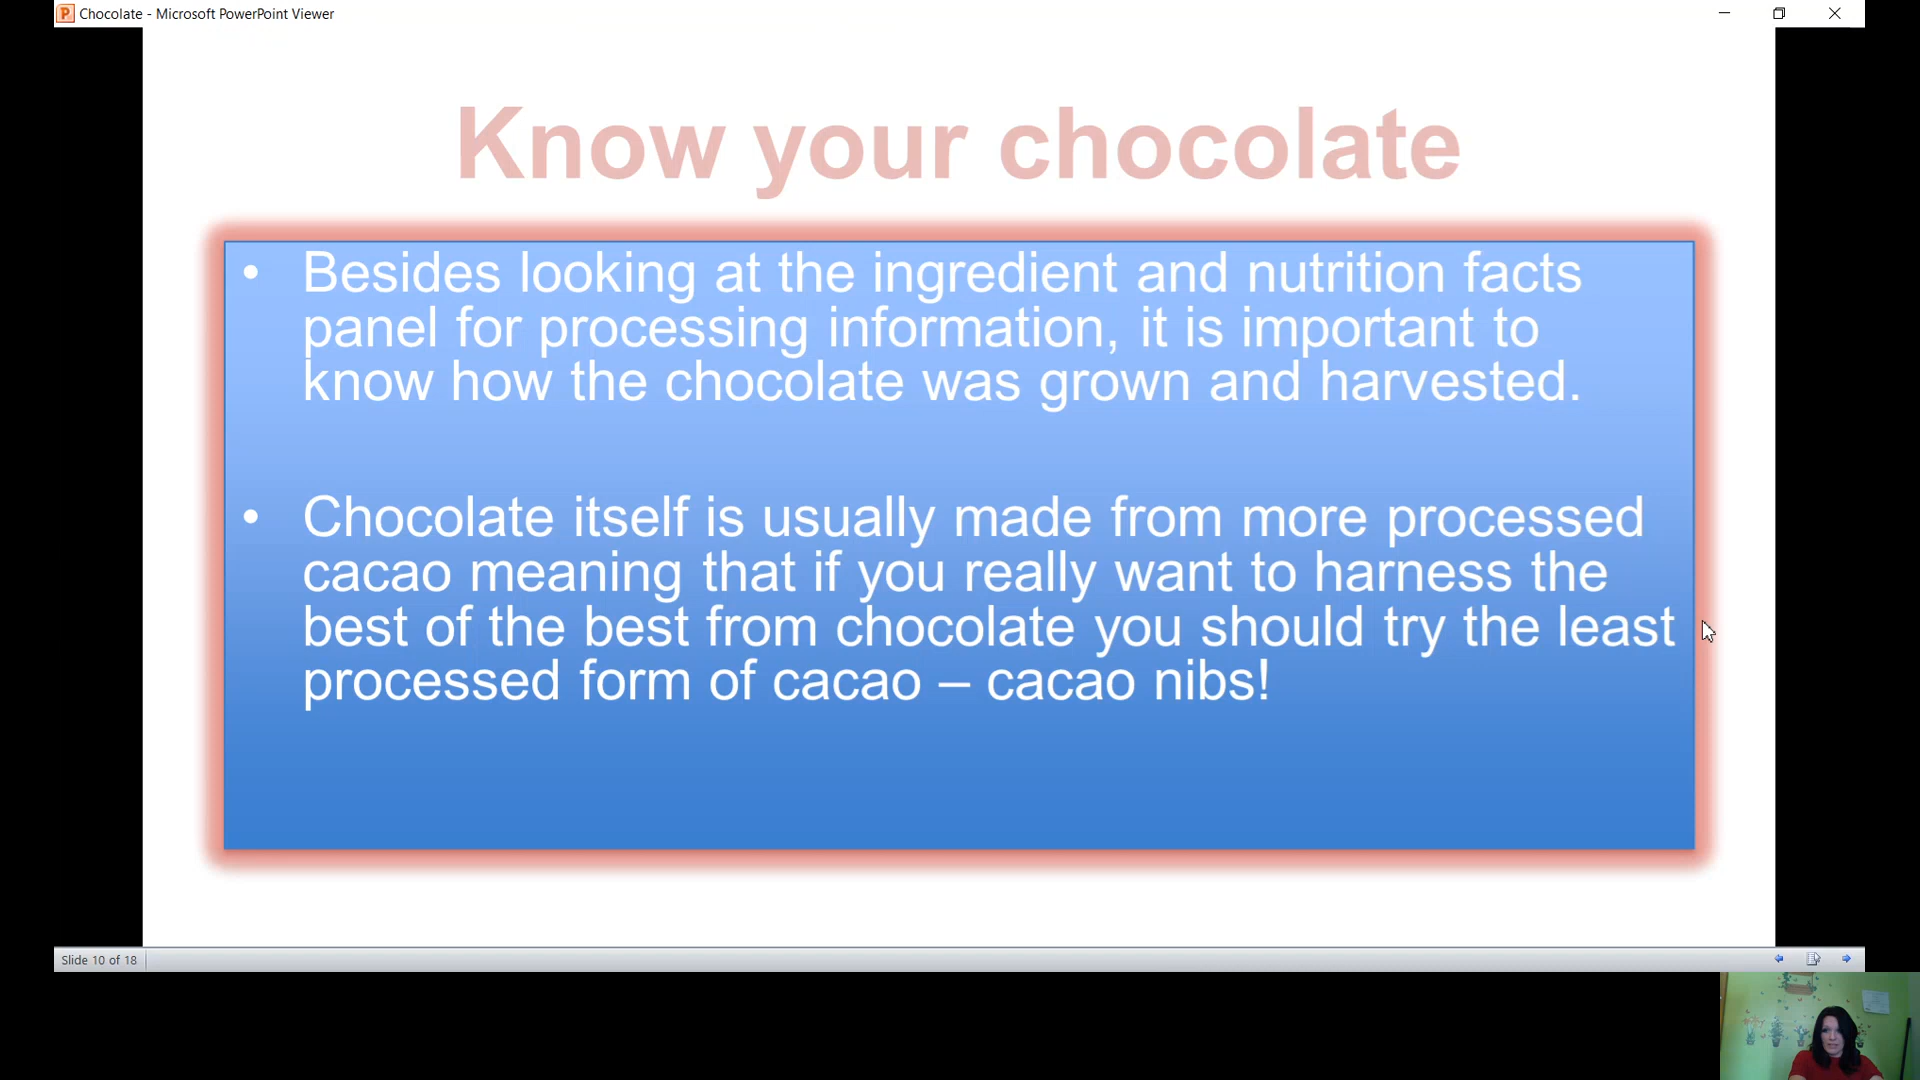 Chocolate - Microsoft PowerPoint Viewer
Know your chocolate
• Besides looking at the ingredient and nutrition facts
panel for processing information, it is important to
know how the chocolate was grown and harvested.
• Chocolate itself is usually made from more processed
cacao meaning that if you really want to harness the
best of the best from chocolate you should try the least
processed form of cacao – cacao nibs!
Slide 10 of 18